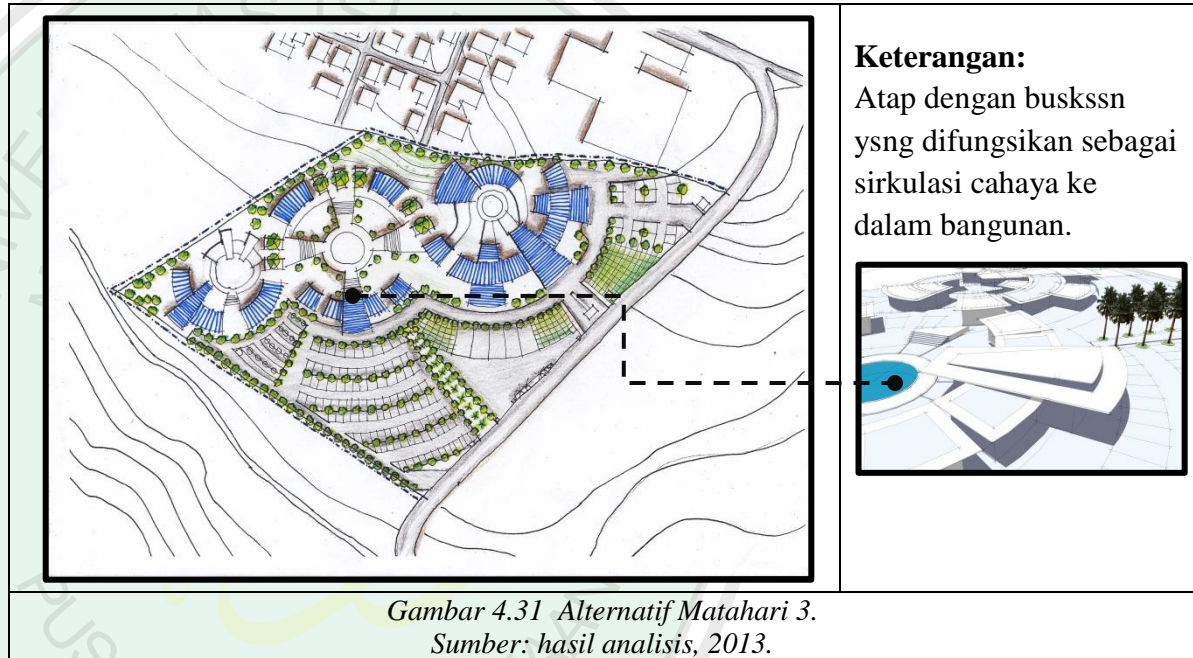 Keterangan:
Atap dengan buskssn
ysng difungsikan sebagai
sirkulasi cahaya ke
dalam bangunan.
Gambar 4.31 Alternatif Matahari 3.
Sumber: hasil analisis, 2013.